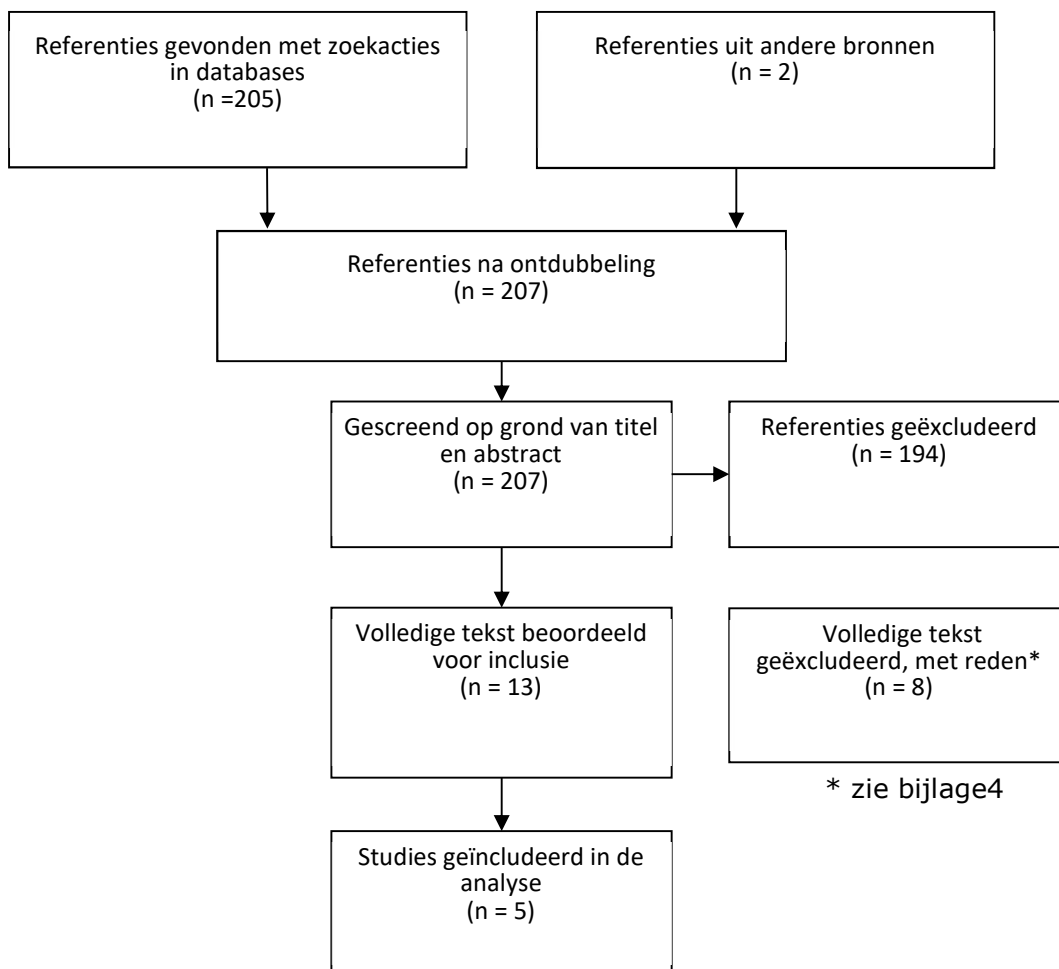 Referenties gevonden met zoekacties
in databases
(n =205)
Referenties uit andere bronnen
(n = 2)
Referenties na ontdubbeling
(n = 207)
Gescreend op grond van titel
en abstract
(n = 207)
Referenties geëxcludeerd
(n = 194)
Volledige tekst beoordeeld
voor inclusie
(n = 13)
Volledige tekst
geëxcludeerd, met reden*
(n = 8)
* zie bijlage4
Studies geïncludeerd in de
analyse
(n = 5)